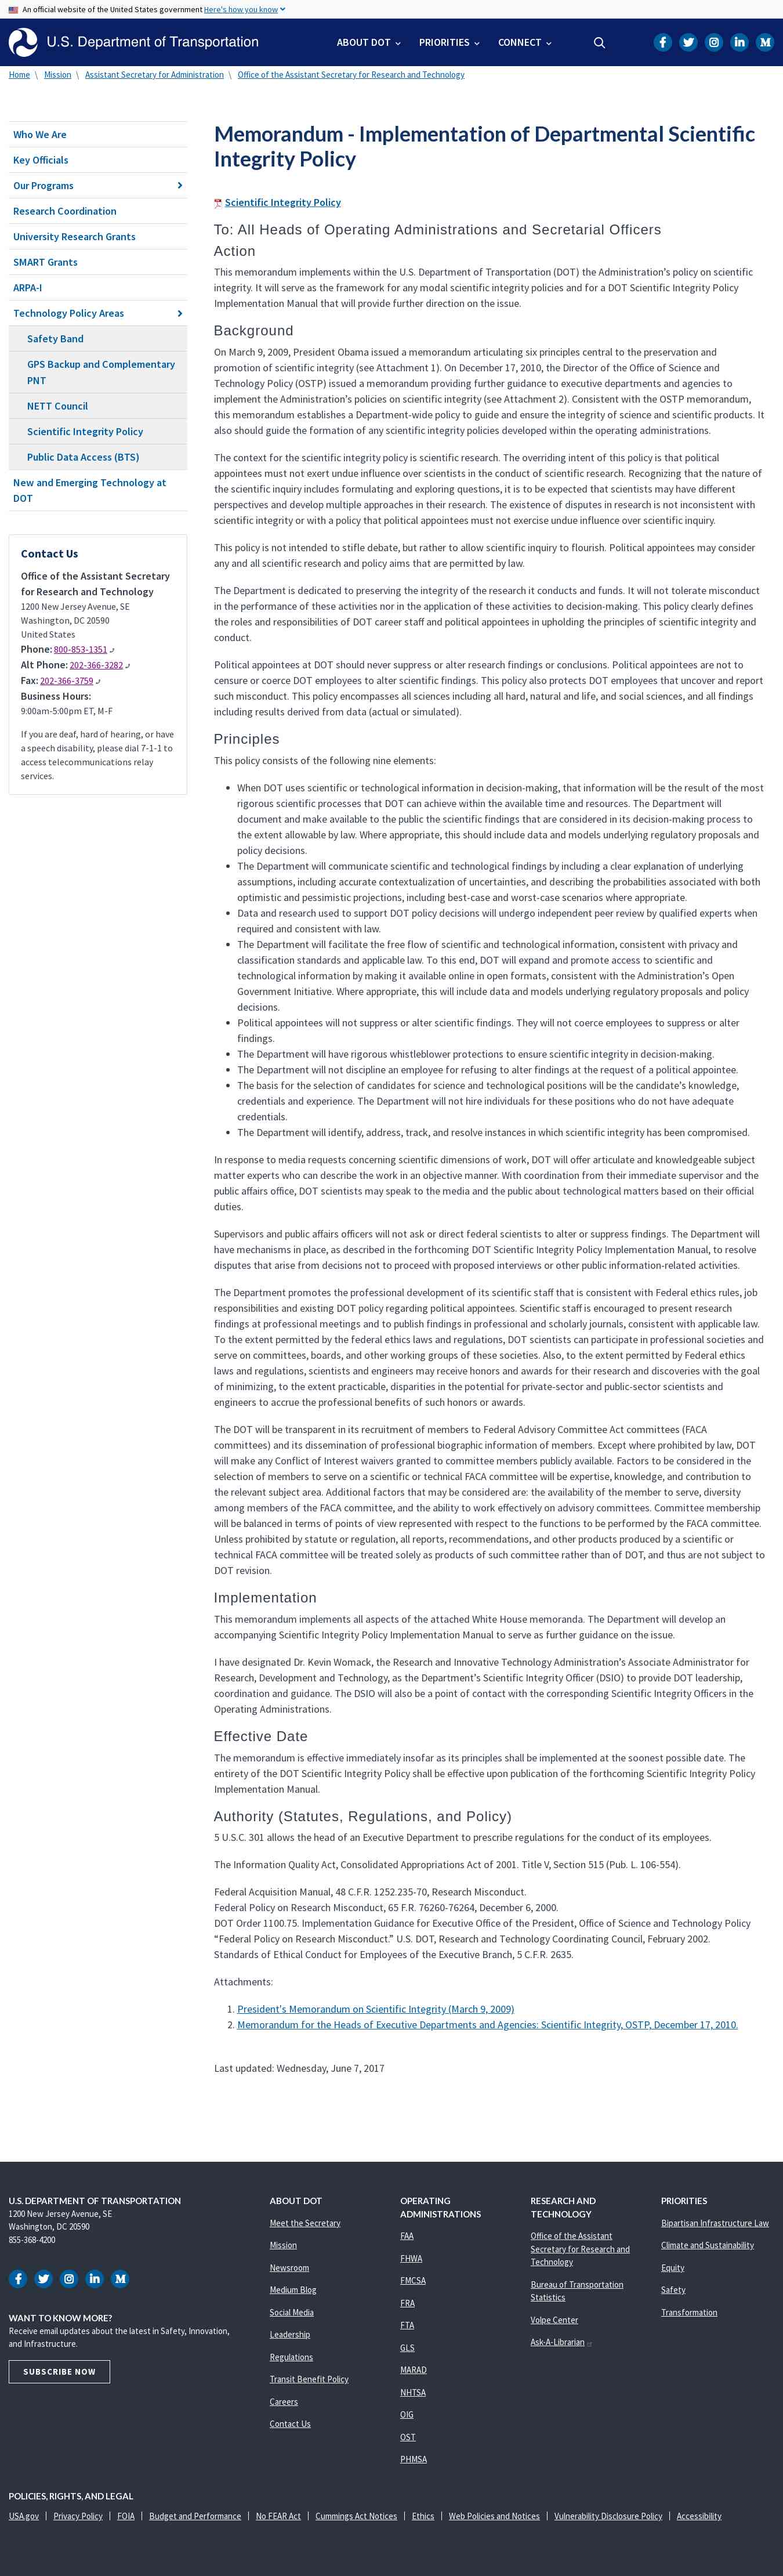 An official website of the United States government Here's how you know
U.S. Department of Transportation
ABOUT DOT
PRIORITIES
CONNECT
Home \ Mission \ Assistant Secretary for Administration \ Office of the Assistant Secretary for Research and Technology
Who We Are
Key Officials
Our Programs
Research Coordination
University Research Grants
SMART Grants
ARPA-I
Technology Policy Areas
Safety Band
GPS Backup and Complementary
PNT
NETT Council
Scientific Integrity Policy
Public Data Access (BTS)
New and Emerging Technology at
DOT
Contact Us
Office of the Assistant Secretary
for Research and Technology
1200 New Jersey Avenue, SE
Washington, DC 20590
United States
Phone: 800-853-1351
Alt Phone: 202-366-3282
Fax: 202-366-3759
Business Hours:
9:00am-5:00pm ET, M-F
If you are deaf, hard of hearing, or have
a speech disability, please dial 7-1-1 to
access telecommunications relay
services.
Memorandum - Implementation of Departmental Scientific
Integrity Policy
Scientific Integrity Policy
To: All Heads of Operating Administrations and Secretarial Officers
Action
This memorandum implements within the U.S. Department of Transportation (DOT) the Administration’s policy on scientific
integrity. It will serve as the framework for any modal scientific integrity policies and for a DOT Scientific Integrity Policy
Implementation Manual that will provide further direction on the issue.
Background
On March 9, 2009, President Obama issued a memorandum articulating six principles central to the preservation and
promotion of scientific integrity (see Attachment 1). On December 17, 2010, the Director of the Office of Science and
Technology Policy (OSTP) issued a memorandum providing further guidance to executive departments and agencies to
implement the Administration’s policies on scientific integrity (see Attachment 2). Consistent with the OSTP memorandum,
this memorandum establishes a Department-wide policy to guide and ensure the integrity of science and scientific products. It
also should guide the formation of any scientific integrity policies developed within the operating administrations.
The context for the scientific integrity policy is scientific research. The overriding intent of this policy is that political
appointees must not exert undue influence over scientists in the conduct of scientific research. Recognizing that the nature of
the scientific inquiry includes formulating and exploring options, it is to be expected that scientists may have different
perspectives and develop multiple approaches in their research. The existence of disputes in research is not inconsistent with
scientific integrity or with a policy that political appointees must not exercise undue influence over scientific inquiry.
This policy is not intended to stifle debate, but rather to allow scientific inquiry to flourish. Political appointees may consider
any and all scientific research and policy aims that are permitted by law.
The Department is dedicated to preserving the integrity of the research it conducts and funds. It will not tolerate misconduct
in the performance of these activities nor in the application of these activities to decision-making. This policy clearly defines
the roles and responsibilities of DOT career staff and political appointees in upholding the principles of scientific integrity and
conduct.
Political appointees at DOT should never suppress or alter research findings or conclusions. Political appointees are not to
censure or coerce DOT employees to alter scientific findings. This policy also protects DOT employees that uncover and report
such misconduct. This policy encompasses all sciences including all hard, natural and life, and social sciences, and all findings
including results derived from data (actual or simulated).
Principles
This policy consists of the following nine elements:
• When DOT uses scientific or technological information in decision-making, that information will be the result of the most
rigorous scientific processes that DOT can achieve within the available time and resources. The Department will
document and make available to the public the scientific findings that are considered in its decision-making process to
the extent allowable by law. Where appropriate, this should include data and models underlying regulatory proposals and
policy decisions.
• The Department will communicate scientific and technological findings by including a clear explanation of underlying
assumptions, including accurate contextualization of uncertainties, and describing the probabilities associated with both
optimistic and pessimistic projections, including best-case and worst-case scenarios where appropriate.
• Data and research used to support DOT policy decisions will undergo independent peer review by qualified experts when
required and consistent with law.
• The Department will facilitate the free flow of scientific and technological information, consistent with privacy and
classification standards and applicable law. To this end, DOT will expand and promote access to scientific and
technological information by making it available online in open formats, consistent with the Administration’s Open
Government Initiative. Where appropriate, this will include data and models underlying regulatory proposals and policy
decisions.
• Political appointees will not suppress or alter scientific findings. They will not coerce employees to suppress or alter
findings.
• The Department will have rigorous whistleblower protections to ensure scientific integrity in decision-making.
• The Department will not discipline an employee for refusing to alter findings at the request of a political appointee.
• The basis for the selection of candidates for science and technological positions will be the candidate’s knowledge,
credentials and experience. The Department will not hire individuals for these positions who do not have adequate
credentials.
• The Department will identify, address, track, and resolve instances in which scientific integrity has been compromised.
In response to media requests concerning scientific dimensions of work, DOT will offer articulate and knowledgeable subject
matter experts who can describe the work in an objective manner. With coordination from their immediate supervisor and the
public affairs office, DOT scientists may speak to the media and the public about technological matters based on their official
duties.
Supervisors and public affairs officers will not ask or direct federal scientists to alter or suppress findings. The Department will
have mechanisms in place, as described in the forthcoming DOT Scientific Integrity Policy Implementation Manual, to resolve
disputes that arise from decisions not to proceed with proposed interviews or other public information-related activities.
The Department promotes the professional development of its scientific staff that is consistent with Federal ethics rules, job
responsibilities and existing DOT policy regarding political appointees. Scientific staff is encouraged to present research
findings at professional meetings and to publish findings in professional and scholarly journals, consistent with applicable law.
To the extent permitted by the federal ethics laws and regulations, DOT scientists can participate in professional societies and
serve on committees, boards, and other working groups of these societies. Also, to the extent permitted by Federal ethics
laws and regulations, scientists and engineers may receive honors and awards for their research and discoveries with the goal
of minimizing, to the extent practicable, disparities in the potential for private-sector and public-sector scientists and
engineers to accrue the professional benefits of such honors or awards.
The DOT will be transparent in its recruitment of members to Federal Advisory Committee Act committees (FACA
committees) and its dissemination of professional biographic information of members. Except where prohibited by law, DOT
will make any Conflict of Interest waivers granted to committee members publicly available. Factors to be considered in the
selection of members to serve on a scientific or technical FACA committee will be expertise, knowledge, and contribution to
the relevant subject area. Additional factors that may be considered are: the availability of the member to serve, diversity
among members of the FACA committee, and the ability to work effectively on advisory committees. Committee membership
will be balanced in terms of points of view represented with respect to the functions to be performed by the FACA committee.
Unless prohibited by statute or regulation, all reports, recommendations, and other products produced by a scientific or
technical FACA committee will be treated solely as products of such committee rather than of DOT, and thus are not subject to
DOT revision.
Implementation
This memorandum implements all aspects of the attached White House memoranda. The Department will develop an
accompanying Scientific Integrity Policy Implementation Manual to serve as further guidance on the issue.
I have designated Dr. Kevin Womack, the Research and Innovative Technology Administration’s Associate Administrator for
Research, Development and Technology, as the Department’s Scientific Integrity Officer (DSIO) to provide DOT leadership,
coordination and guidance. The DSIO will also be a point of contact with the corresponding Scientific Integrity Officers in the
Operating Administrations.
Effective Date
The memorandum is effective immediately insofar as its principles shall be implemented at the soonest possible date. The
entirety of the DOT Scientific Integrity Policy shall be effective upon publication of the forthcoming Scientific Integrity Policy
Implementation Manual.
Authority (Statutes, Regulations, and Policy)
5 U.S.C. 301 allows the head of an Executive Department to prescribe regulations for the conduct of its employees.
The Information Quality Act, Consolidated Appropriations Act of 2001. Title V, Section 515 (Pub. L. 106-554).
Federal Acquisition Manual, 48 C.F.R. 1252.235-70, Research Misconduct.
Federal Policy on Research Misconduct, 65 F.R. 76260-76264, December 6, 2000.
DOT Order 1100.75. Implementation Guidance for Executive Office of the President, Office of Science and Technology Policy
“Federal Policy on Research Misconduct.” U.S. DOT, Research and Technology Coordinating Council, February 2002.
Standards of Ethical Conduct for Employees of the Executive Branch, 5 C.F.R. 2635.
Attachments:
1. President's Memorandum on Scientific Integrity (March 9, 2009)
2. Memorandum for the Heads of Executive Departments and Agencies: Scientific Integrity, OSTP, December 17, 2010.
Last updated: Wednesday, June 7, 2017
U.S. DEPARTMENT OF TRANSPORTATION
1200 New Jersey Avenue, SE
Washington, DC 20590
855-368-4200
WANT TO KNOW MORE?
Receive email updates about the latest in Safety, Innovation,
and Infrastructure.
SUBSCRIBE NOW
ABOUT DOT
Meet the Secretary
Mission
Newsroom
Medium Blog
Social Media
Leadership
Regulations
Transit Benefit Policy
Careers
Contact Us
OPERATING
ADMINISTRATIONS
FAA
FHWA
FMCSA
FRA
FTA
GLS
MARAD
NHTSA
OIG
OST
PHMSA
RESEARCH AND
TECHNOLOGY
Office of the Assistant
Secretary for Research and
Technology
Bureau of Transportation
Statistics
Volpe Center
Ask-A-Librarian
PRIORITIES
Bipartisan Infrastructure Law
Climate and Sustainability
Equity
Safety
Transformation
POLICIES, RIGHTS, AND LEGAL
USA.gov | Privacy Policy | FOIA | Budget and Performance | No FEAR Act | Cummings Act Notices | Ethics | Web Policies and Notices | Vulnerability Disclosure Policy | Accessibility